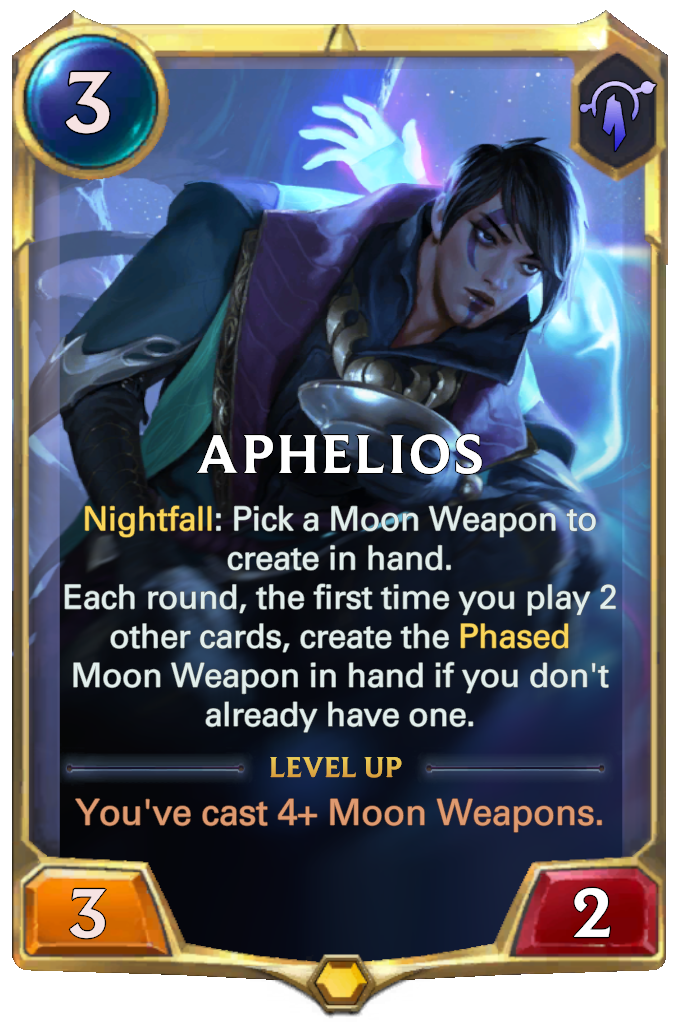 3
APHELIOS
Nightfall: Pick a Moon Weapon to
create in hand.
Each round, the first time you play 2
other cards, create the Phased
Moon Weapon in hand if you don't
already have one.
LEVEL UP
You've cast 4+ Moon Weapons.
3
2